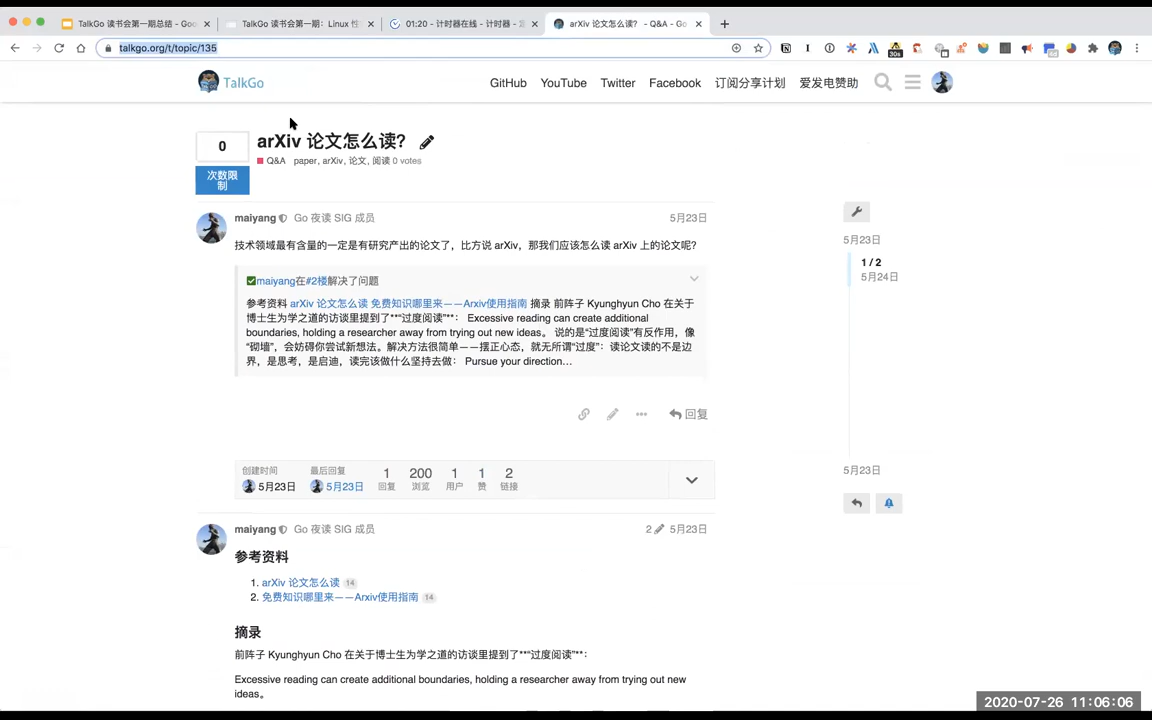 TalkGo 读书会第一期总结 - Goo
TalkGo 读书会第一期：Linux 性
01:20 - 计时器在线 - 计时器 - 定
arXiv 论文怎么读？ - Q&A - Go
talkgo.org/t/topic/135
30s
TalkGo
GitHub YouTube Twitter Facebook 订阅分享计划 爱发电赞助
0
次数限
制
arXiv 论文怎么读?
Q&A paper, arXiv, 论文, 阅读 0 votes
maiyang Go 夜读 SIG 成员 5月23日
技术领域最有含量的一定是有研究产出的论文了，比方说 arXiv，那我们应该怎么读 arXiv 上的论文呢?
maiyang在#2楼解决了问题
参考资料 arXiv 论文怎么读 免费知识哪里来——Arxiv使用指南 摘录 前阵子 Kyunghyun Cho 在关于
博士生为学之道的访谈里提到了**“过度阅读”**： Excessive reading can create additional
boundaries, holding a researcher away from trying out new ideas。 说的是“过度阅读”有反作用，像
“砌墙”，会妨碍你尝试新想法。解决方法很简单——摆正心态，就无所谓“过度”：读论文读的不是边
界，是思考，是启迪，读完该做什么坚持去做： Pursue your direction…
回复
创建时间 最后回复 1 200 1 1 2
5月23日 5月23日 回复 浏览 用户 赞 链接
5月23日
1 / 2
5月24日
5月23日
maiyang Go 夜读 SIG 成员 2 5月23日
参考资料
1. arXiv 论文怎么读 14
2. 免费知识哪里来——Arxiv使用指南 14
摘录
前阵子 Kyunghyun Cho 在关于博士生为学之道的访谈里提到了**“过度阅读”**：
Excessive reading can create additional boundaries, holding a researcher away from trying out new
ideas。
2020-07-26 11:06:06